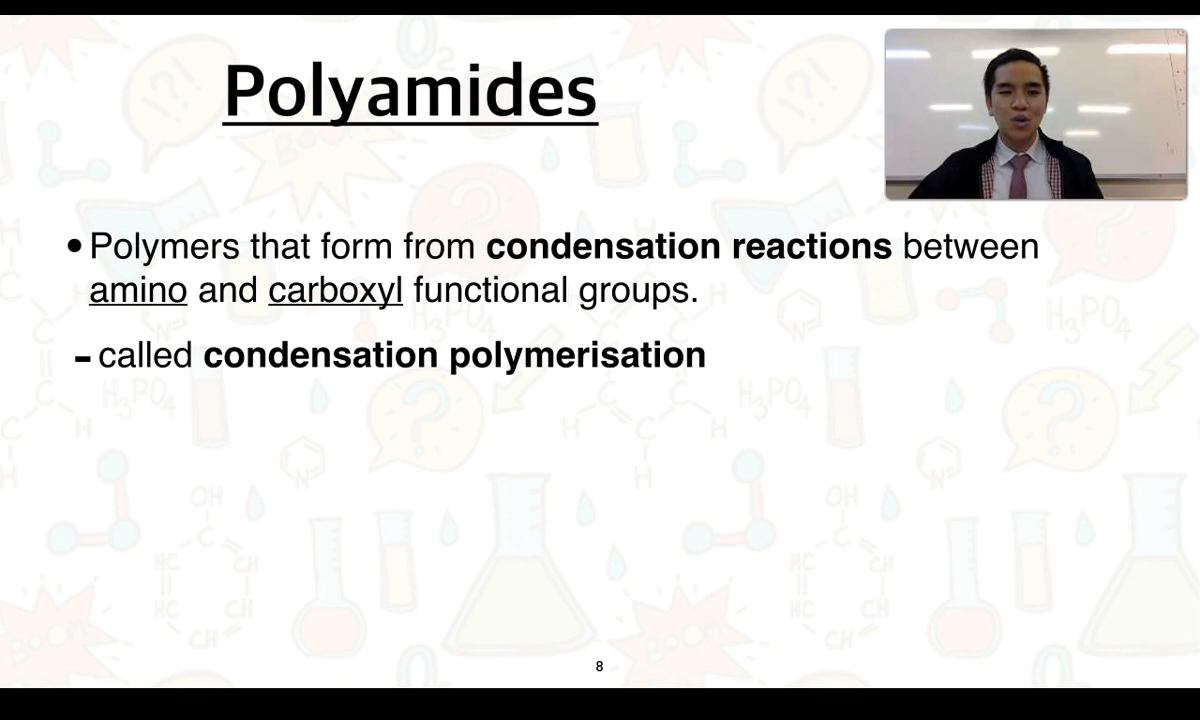 Polyamides
• Polymers that form from condensation reactions between
amino and carboxyl functional groups.
- called condensation polymerisation
8